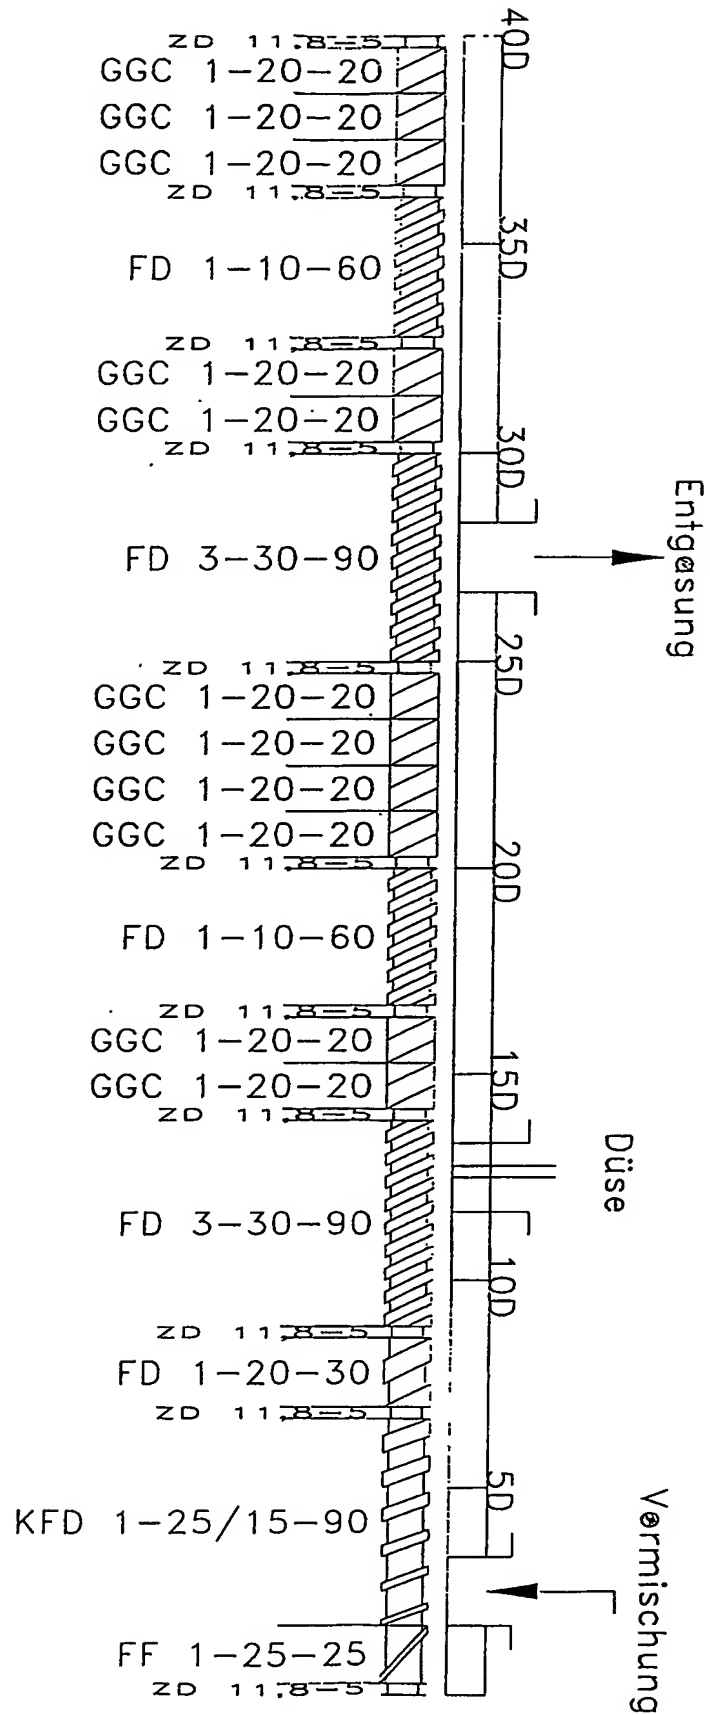 ZD 11.8-5
GGC 1-20-20
GGC 1-20-20
GGC 1-20-20
ZD 11.8-5
FD 1-10-60
ZD 11.8-5
GGC 1-20-20
GGC 1-20-20
ZD 11.8-5
FD 3-30-90
ZD 11.8-5
GGC 1-20-20
GGC 1-20-20
GGC 1-20-20
GGC 1-20-20
ZD 11.8-5
FD 1-10-60
ZD 11.8-5
GGC 1-20-20
GGC 1-20-20
ZD 11.8-5
FD 3-30-90
ZD 11.8-5
FD 1-20-30
ZD 11.8-5
KFD 1-25/15-90
FF 1-25-25
ZD 11.8-5
40D
35D
30D
25D
20D
15D
10D
5D
Entgasung
Düse
Vormischung